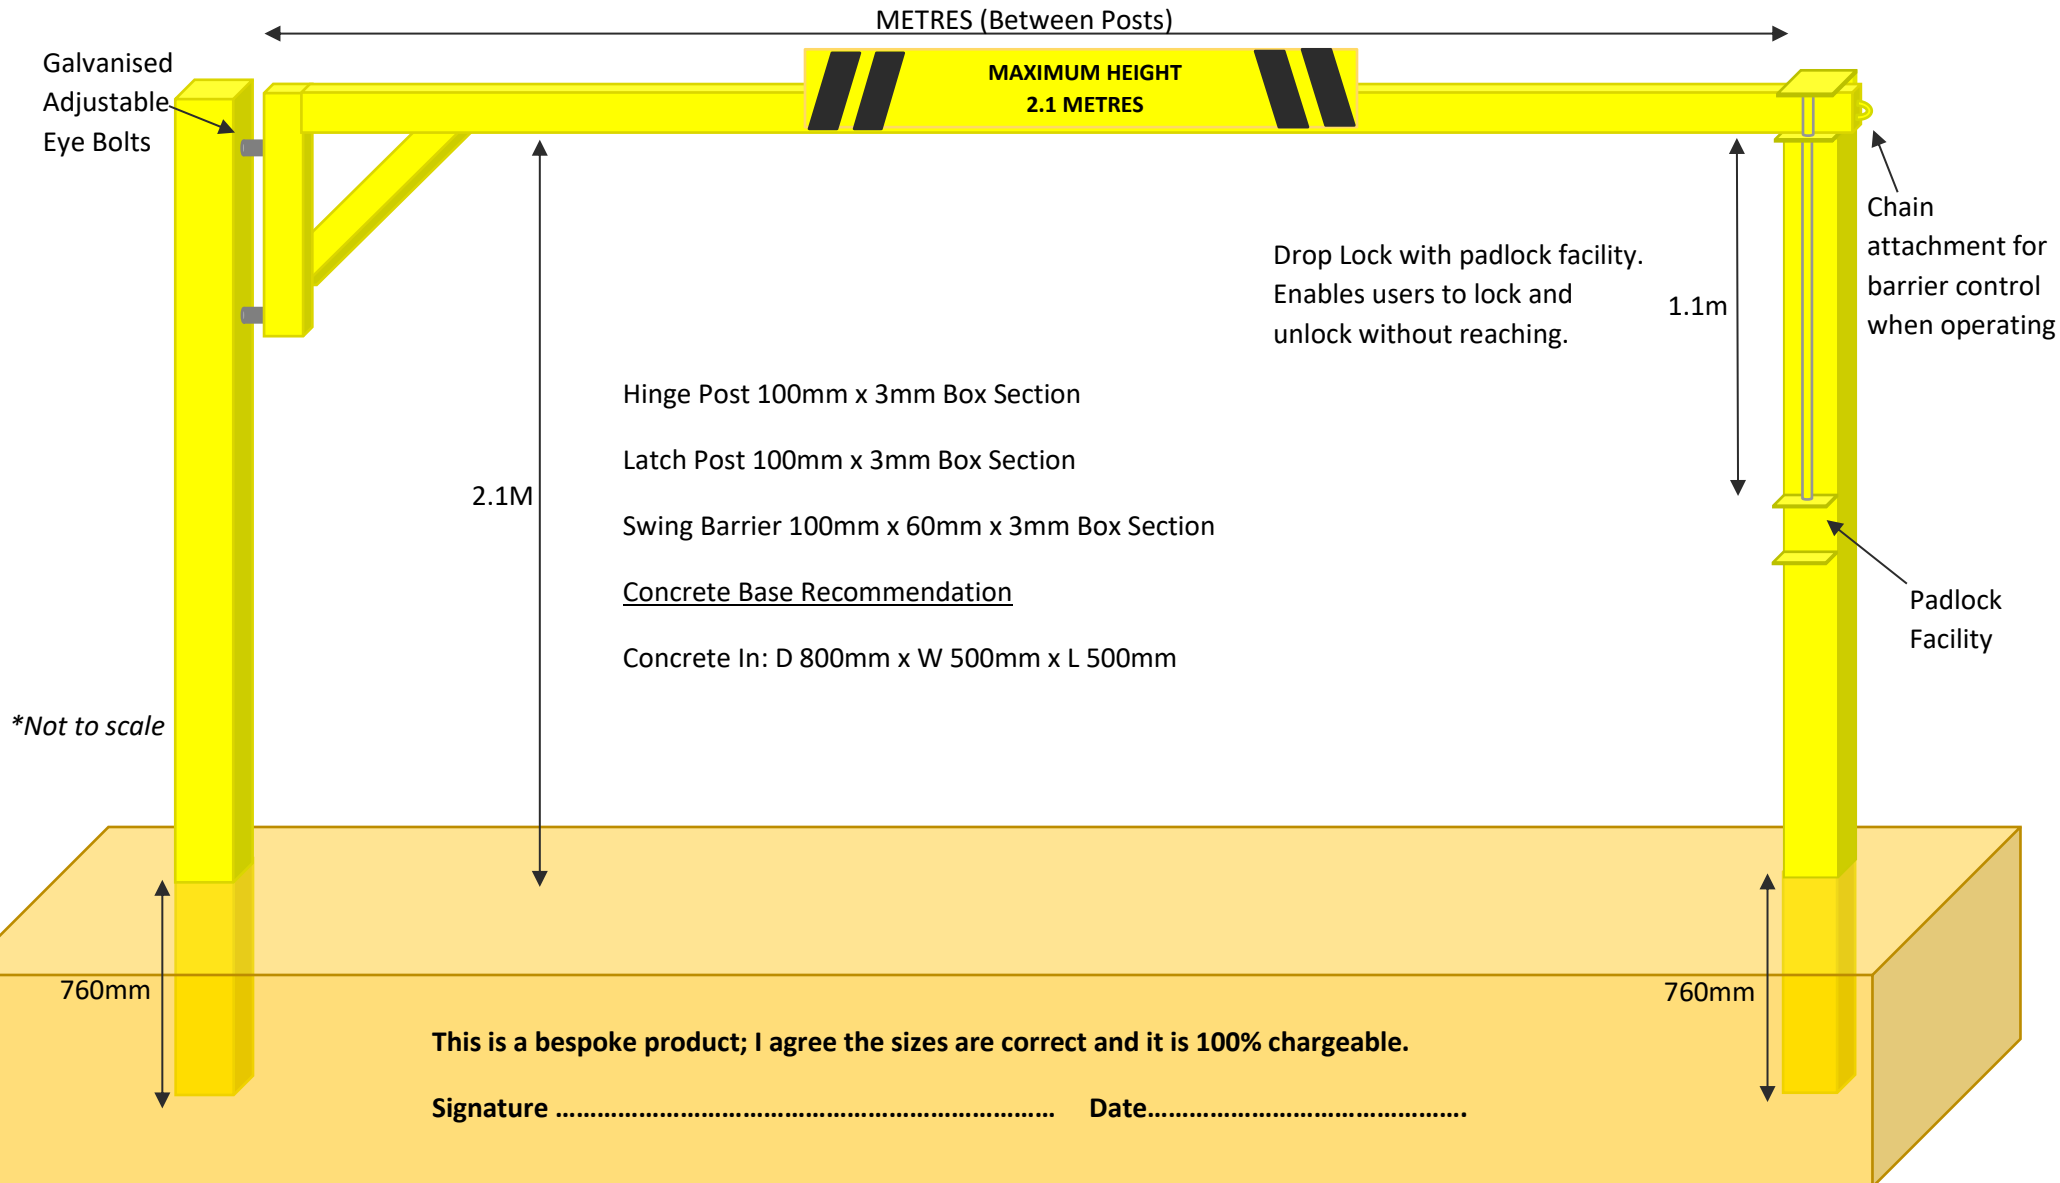 METRES (Between Posts)
Galvanised
Adjustable
Eye Bolts
MAXIMUM HEIGHT
2.1 METRES
Chain
attachment for
barrier control
when operating
Drop Lock with padlock facility.
Enables users to lock and
unlock without reaching.
1.1m
Hinge Post 100mm x 3mm Box Section
Latch Post 100mm x 3mm Box Section
2.1M
Swing Barrier 100mm x 60mm x 3mm Box Section
Concrete Base Recommendation
Concrete In: D 800mm x W 500mm x L 500mm
Padlock
Facility
*Not to scale
760mm
760mm
This is a bespoke product; I agree the sizes are correct and it is 100% chargeable.
Signature ……………………………………………………………… Date……………………………………….